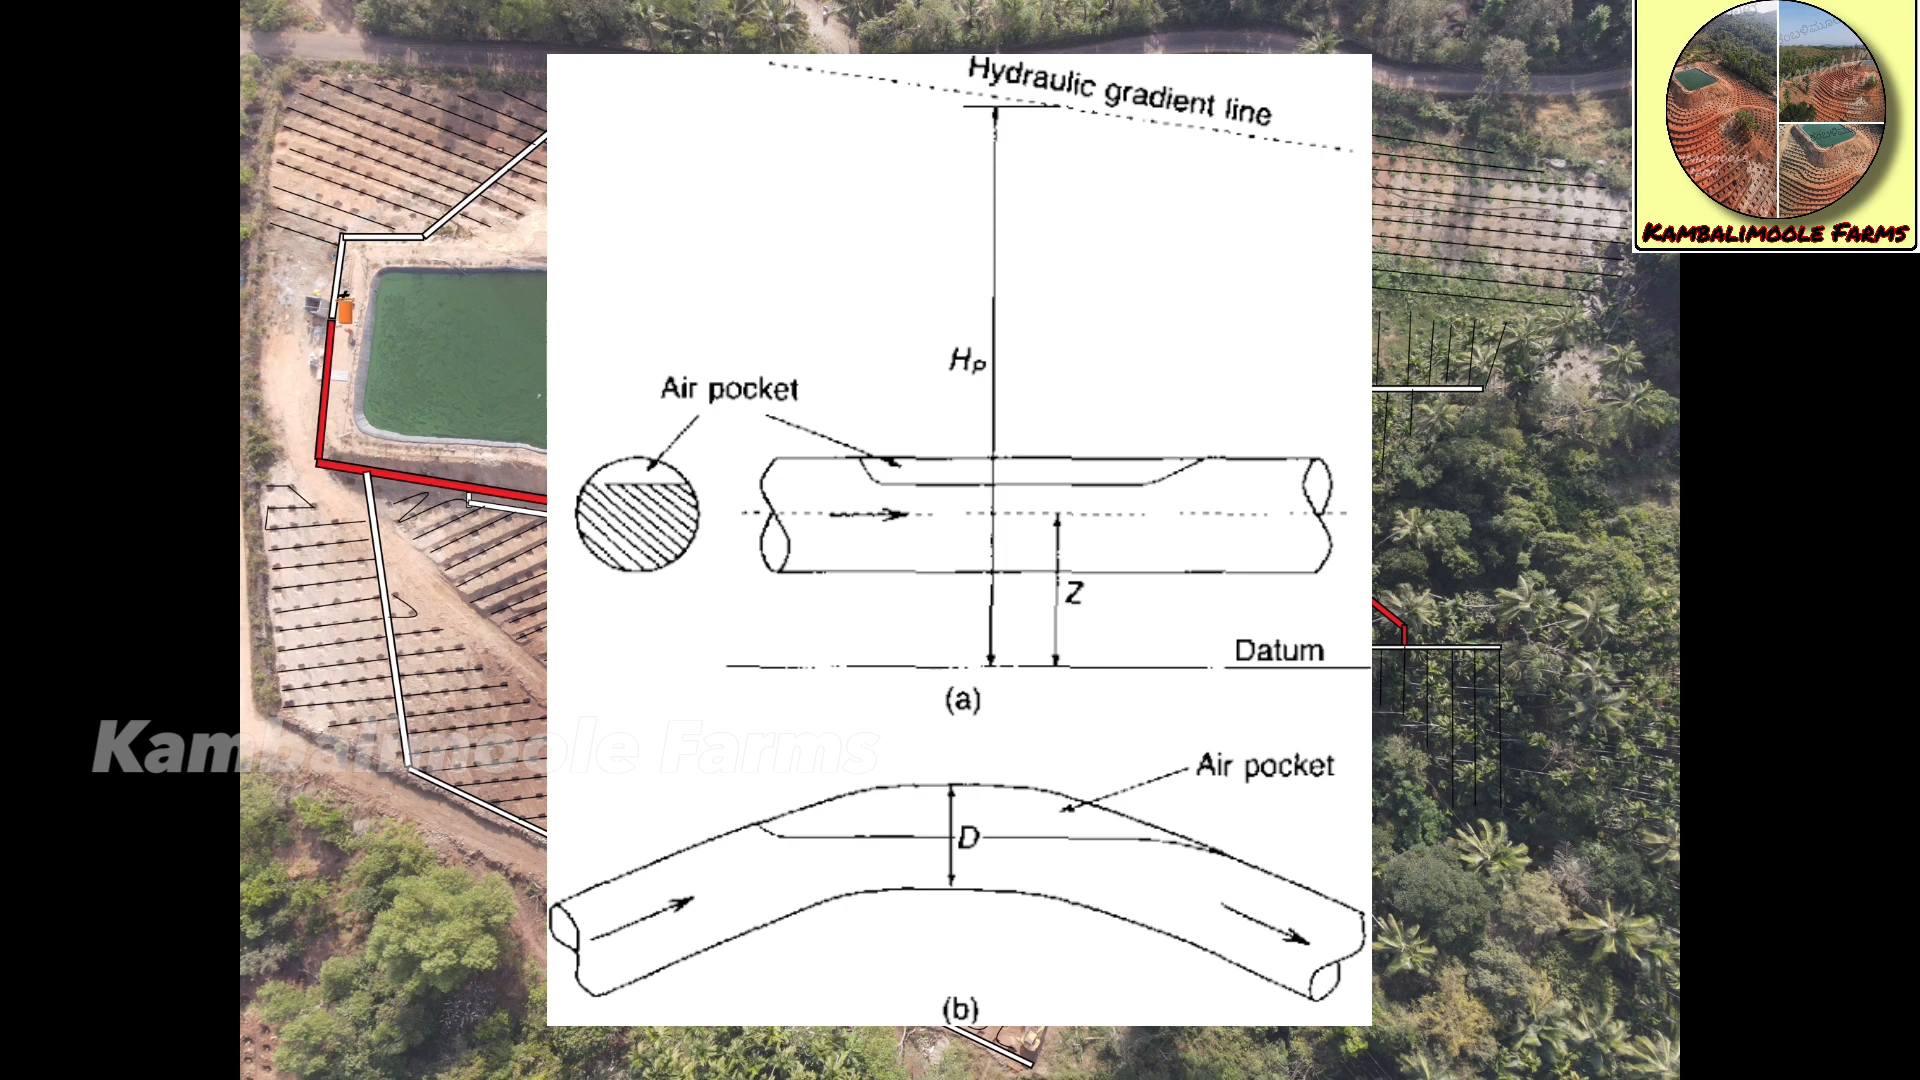 Hydraulic gradient line
Hp
Air pocket
Z
Datum
(a)
Air pocket
D
(b)
Kambalimoole Farms
KAMBALIMOOLE FARMS